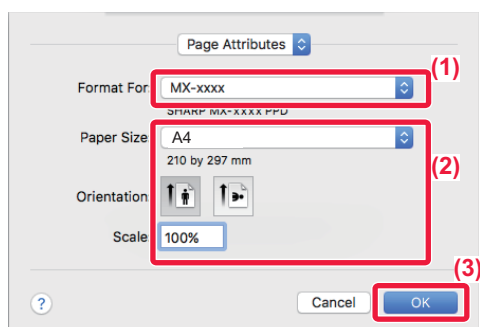 Page Attributes
(1)
Format For: MX-xxxx
SHARP MX-xxxx PPD
Paper Size: A4
210 by 297 mm
(2)
Orientation:
Scale: 100%
(3)
? Cancel OK